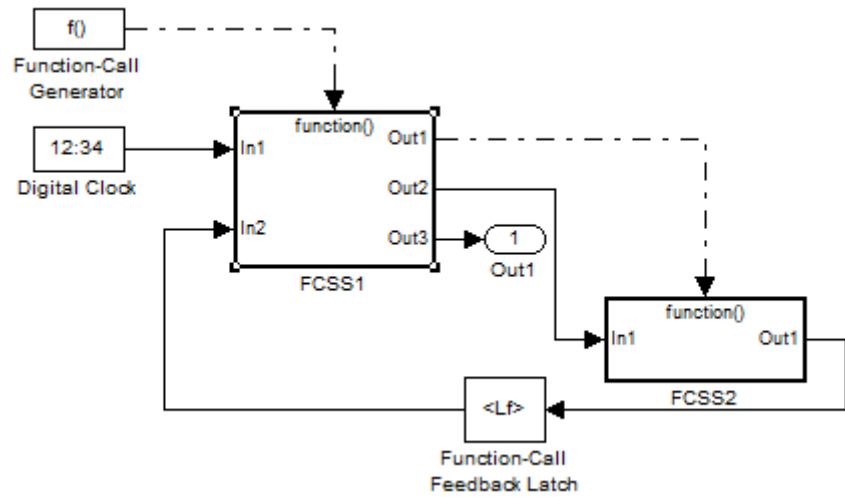 f()
Function-Call
Generator
12:34
Digital Clock
function()
In1
In2
Out1
Out2
Out3
FCSS1
1
Out1
function()
In1
Out1
FCSS2
<Lf>
Function-Call
Feedback Latch